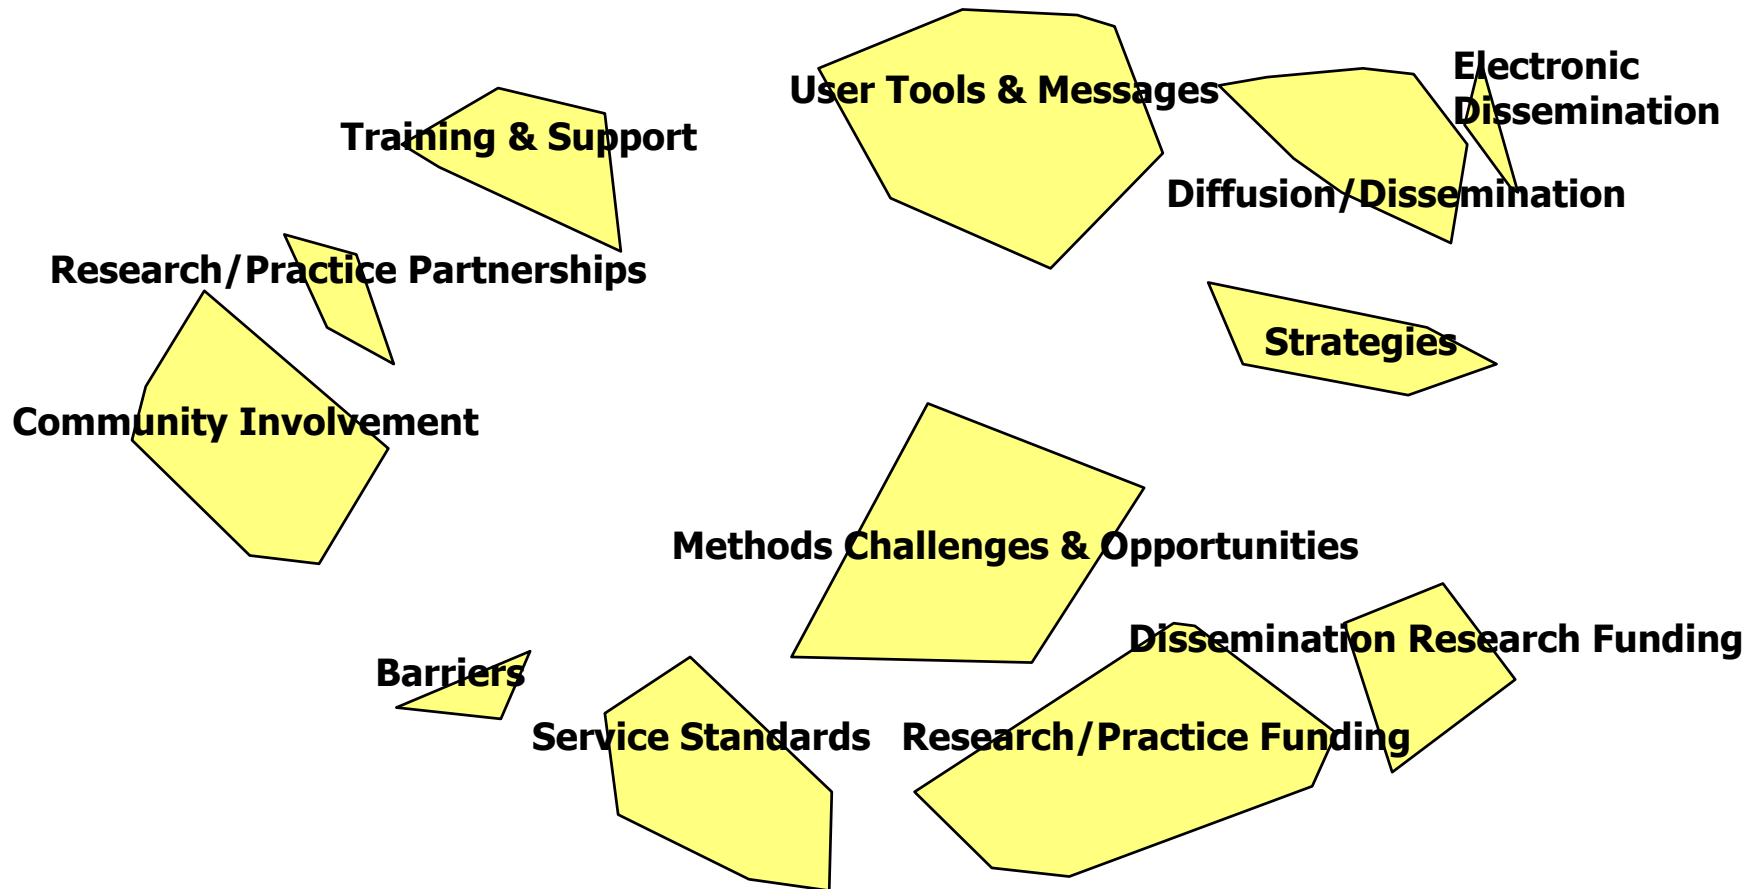 Electronic
Dissemination
User Tools & Messages
Training & Support
Diffusion/Dissemination
Research/Practice Partnerships
Strategies
Community Involvement
Methods Challenges & Opportunities
Dissemination Research Funding
Barriers
Service Standards
Research/Practice Funding